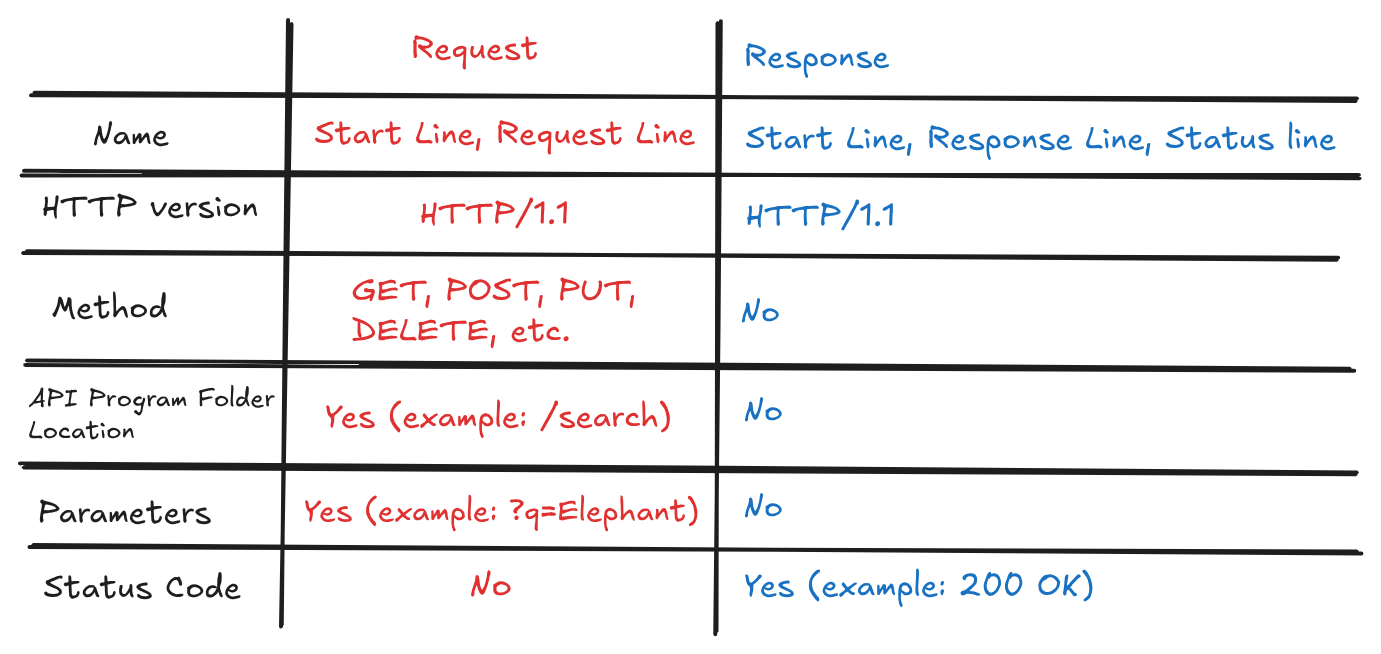 Request Response
Name Start Line, Request Line Start Line, Response Line, Status line
HTTP version HTTP/1.1 HTTP/1.1
Method GET, POST, PUT,
DELETE, etc. No
API Program Folder
Location Yes (example: /search) No
Parameters Yes (example: ?q=Elephant) No
Status Code No Yes (example: 200 OK)